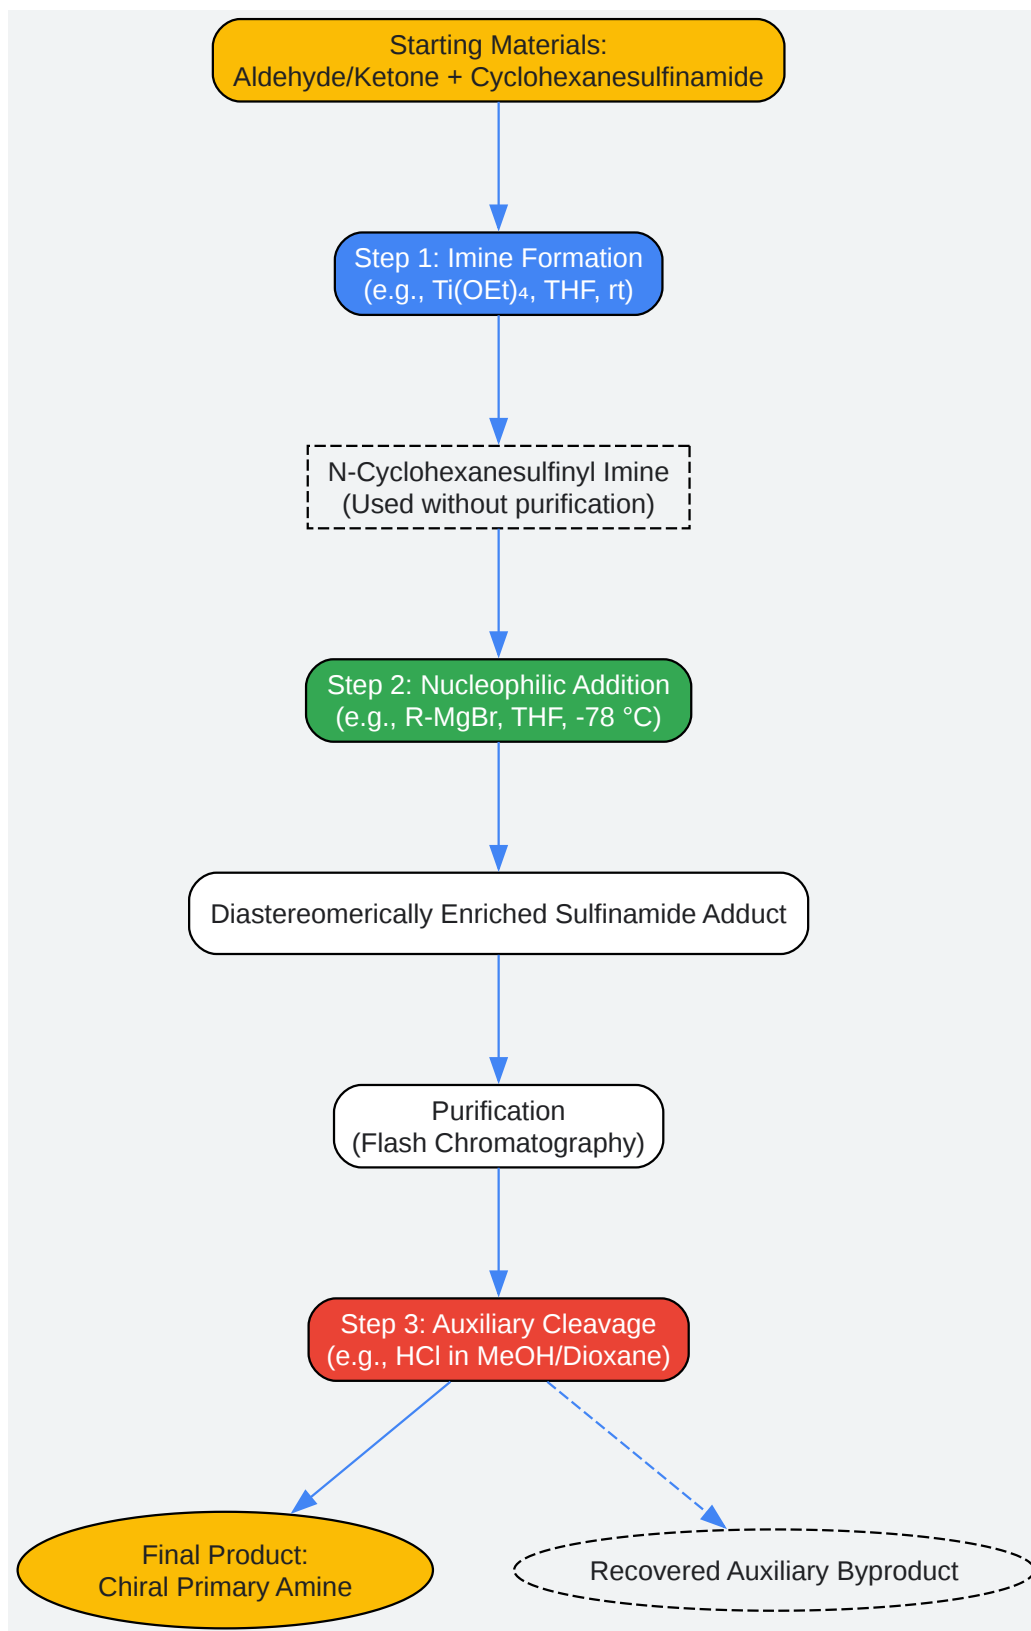 Starting Materials:
Aldehyde/Ketone + Cyclohexanesulfinamide
Step 1: Imine Formation
(e.g., Ti(OEt)₄, THF, rt)
N-Cyclohexanesulfinyl Imine
(Used without purification)
Step 2: Nucleophilic Addition
(e.g., R-MgBr, THF, -78 °C)
Diastereomerically Enriched Sulfinamide Adduct
Purification
(Flash Chromatography)
Step 3: Auxiliary Cleavage
(e.g., HCl in MeOH/Dioxane)
Final Product:
Chiral Primary Amine
Recovered Auxiliary Byproduct